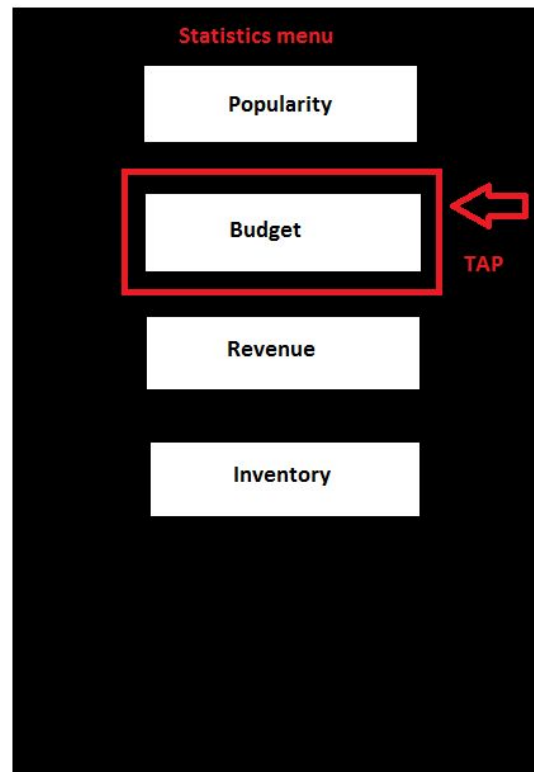 Statistics menu
Popularity
Budget
TAP
Revenue
Inventory